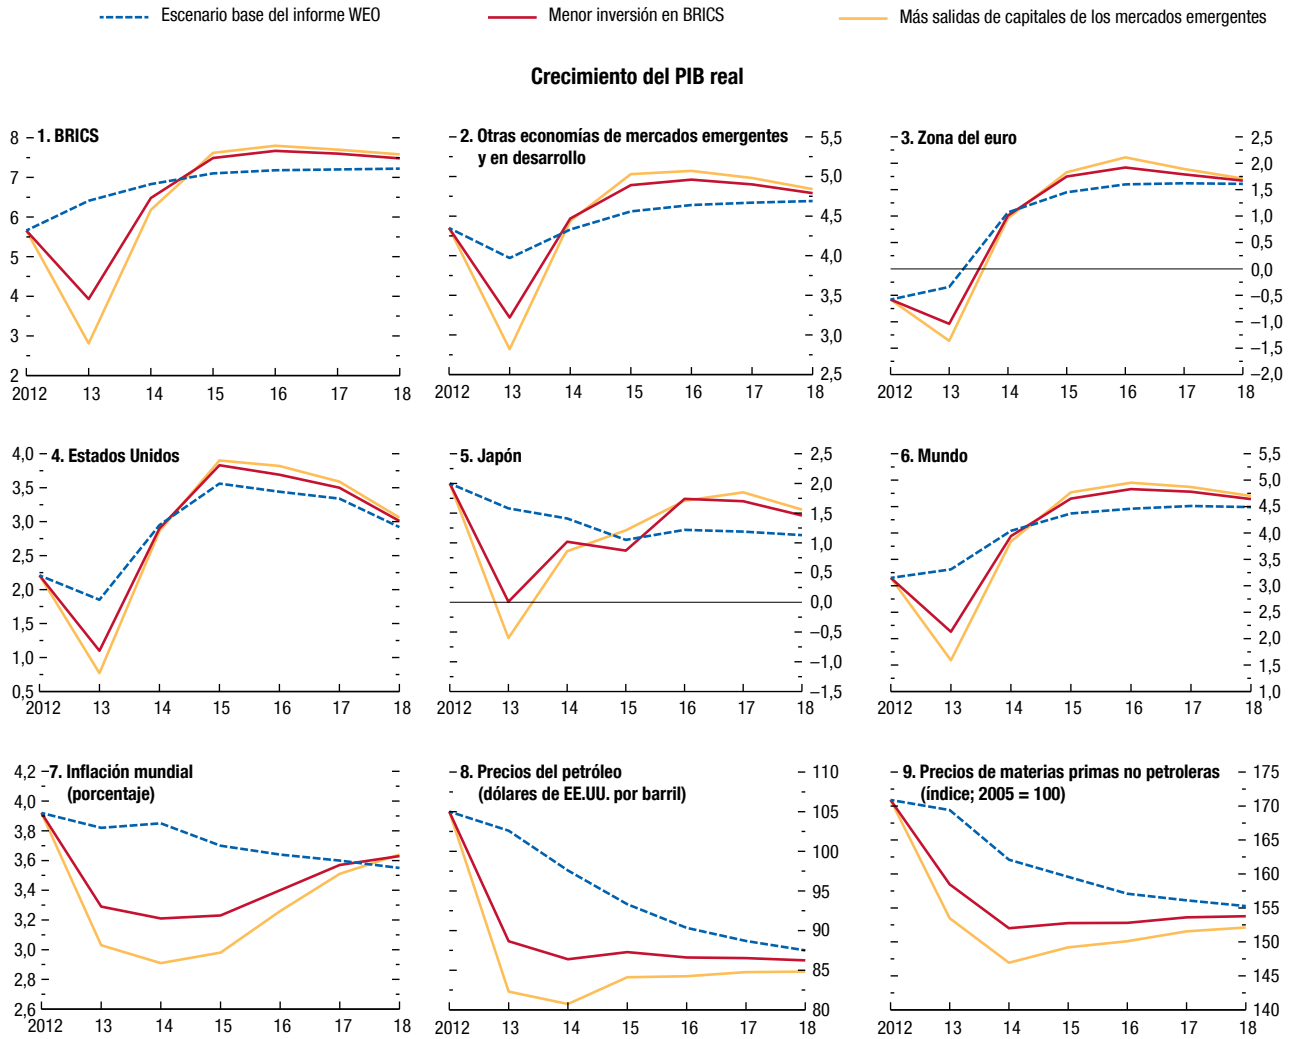 Escenario base del informe WEO
Menor inversión en BRICS
Más salidas de capitales de los mercados emergentes
Crecimiento del PIB real
1. BRICS
8
7
6
5
4
3
2
2012 13 14 15 16 17 18
2. Otras economías de mercados emergentes
y en desarrollo
5,5
5,0
4,5
4,0
3,5
3,0
2,5
2012 13 14 15 16 17 18
3. Zona del euro
2,5
2,0
1,5
1,0
0,5
0,0
–0,5
–1,0
–1,5
–2,0
2012 13 14 15 16 17 18
4. Estados Unidos
4,0
3,5
3,0
2,5
2,0
1,5
1,0
0,5
2012 13 14 15 16 17 18
5. Japón
2,5
2,0
1,5
1,0
0,5
0,0
–0,5
–1,0
–1,5
2012 13 14 15 16 17 18
6. Mundo
5,5
5,0
4,5
4,0
3,5
3,0
2,5
2,0
1,5
1,0
2012 13 14 15 16 17 18
7. Inflación mundial
(porcentaje)
4,2
4,0
3,8
3,6
3,4
3,2
3,0
2,8
2,6
2012 13 14 15 16 17 18
8. Precios del petróleo
(dólares de EE.UU. por barril)
110
105
100
95
90
85
80
2012 13 14 15 16 17 18
9. Precios de materias primas no petroleras
(índice; 2005 = 100)
175
170
165
160
155
150
145
140
2012 13 14 15 16 17 18